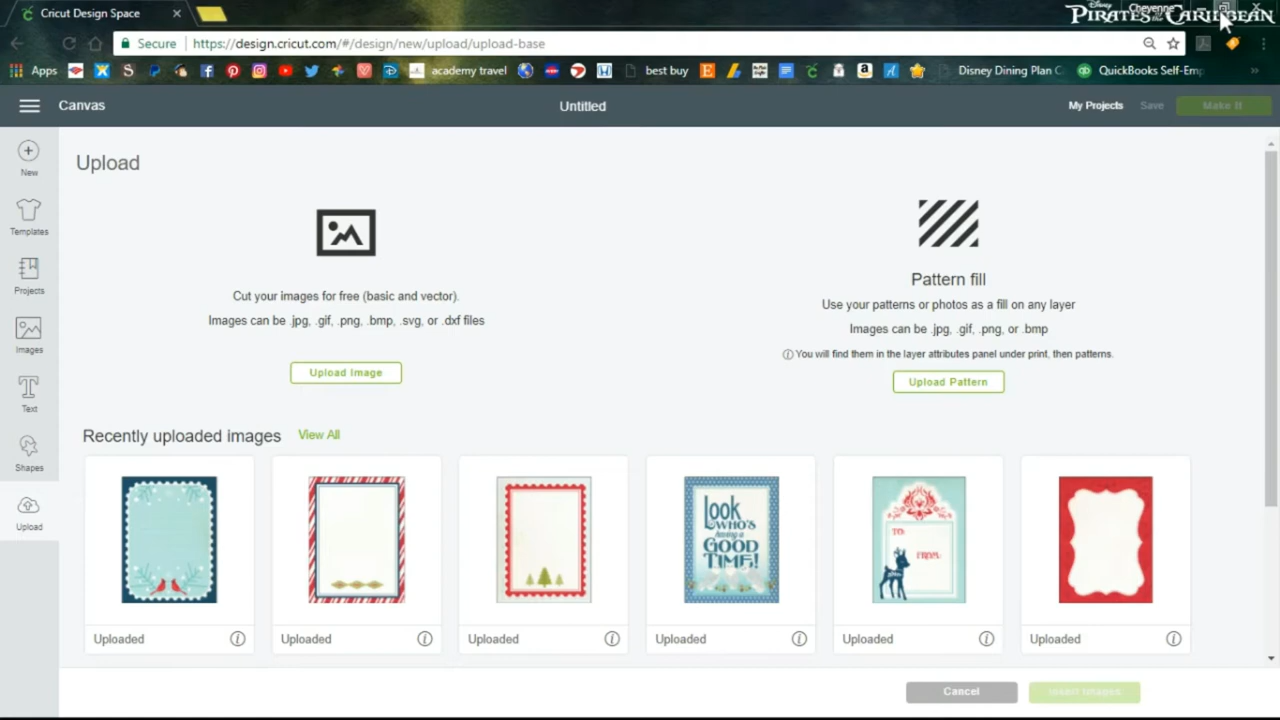 Cricut Design Space
Cheyenne
Disney
PIRATES of the CARIBBEAN
Secure https://design.cricut.com/#/design/new/upload/upload-base
Apps academy travel best buy Disney Dining Plan C QuickBooks Self-Emp
Canvas Untitled My Projects Save Make It
New
Templates
Projects
Images
Text
Shapes
Upload
Upload
Cut your images for free (basic and vector).
Images can be .jpg, .gif, .png, .bmp, .svg, or .dxf files
Upload Image
Pattern fill
Use your patterns or photos as a fill on any layer
Images can be .jpg, .gif, .png, or .bmp
You will find them in the layer attributes panel under print, then patterns.
Upload Pattern
Recently uploaded images View All
look
WHO'S
having a
GOOD
TIME!
TO:
FROM:
Uploaded Uploaded Uploaded Uploaded Uploaded Uploaded
Cancel Insert Images